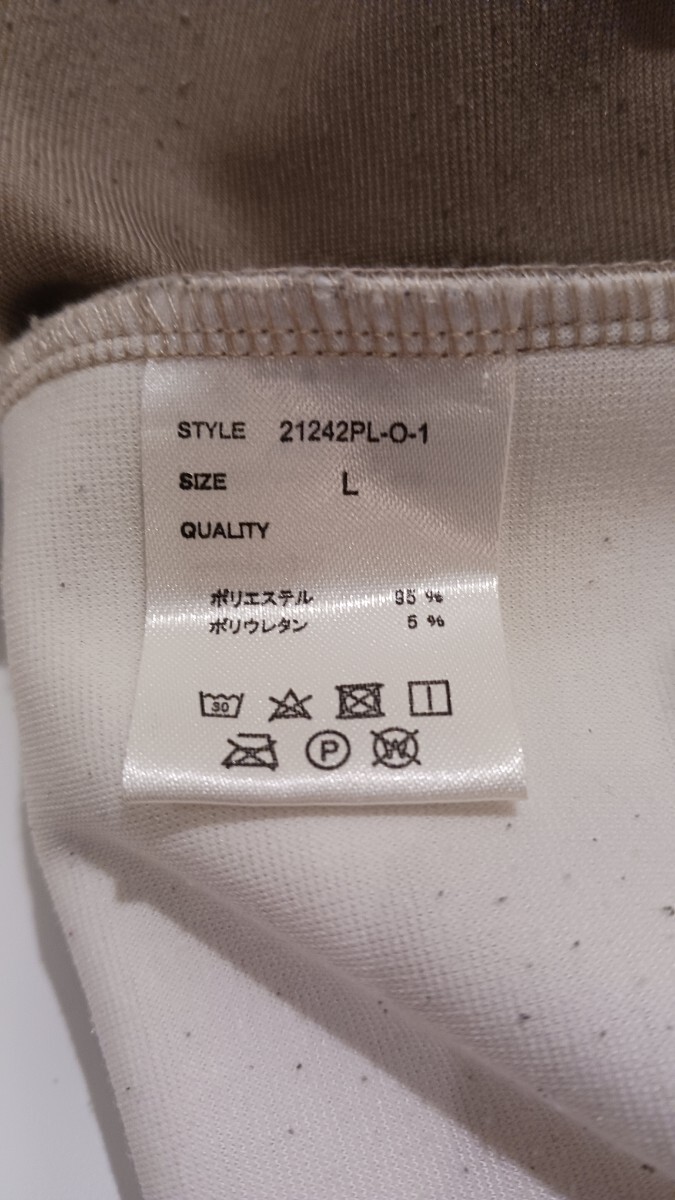 STYLE 21242PL-O-1
SIZE L
QUALITY
ポリエステル 95 %
ポリウレタン 5 %
30
P W